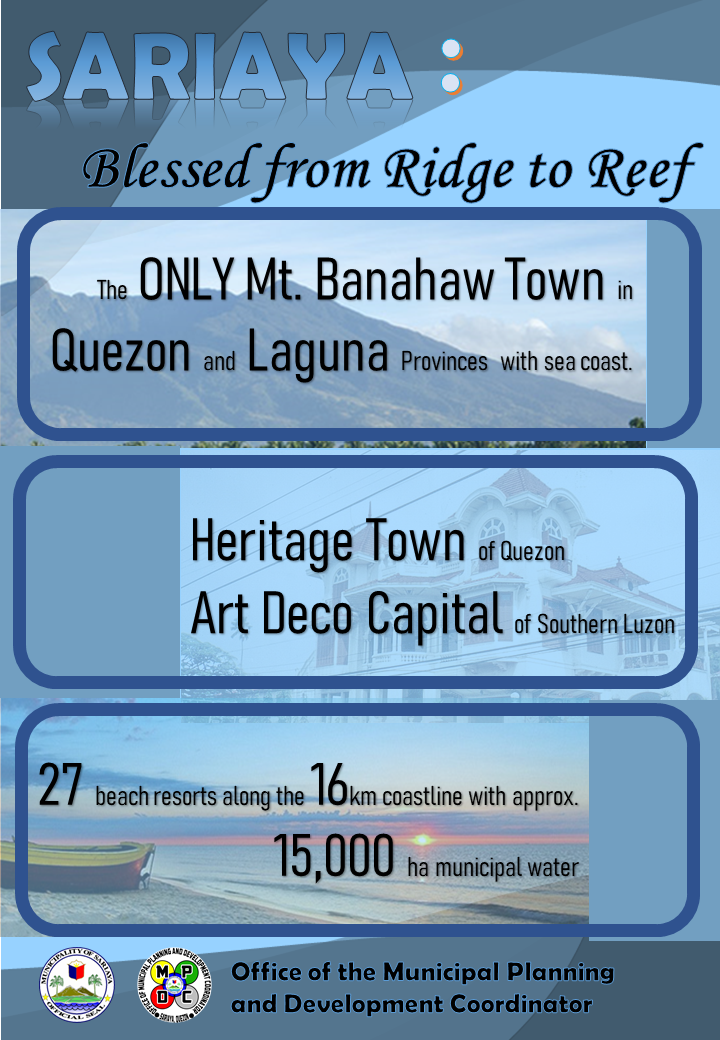 SARIAYA :
Blessed from Ridge to Reef
The ONLY Mt. Banahaw Town in
Quezon and Laguna Provinces with sea coast.
Heritage Town of Quezon
Art Deco Capital of Southern Luzon
27 beach resorts along the 16km coastline with approx.
15,000 ha municipal water
MUNICIPALITY OF SARIAYA
OFFICIAL SEAL
OFFICE OF MUNICIPAL PLANNING AND DEVELOPMENT COORDINATOR
M P
D C
SARIAYA, QUEZON
Office of the Municipal Planning
and Development Coordinator